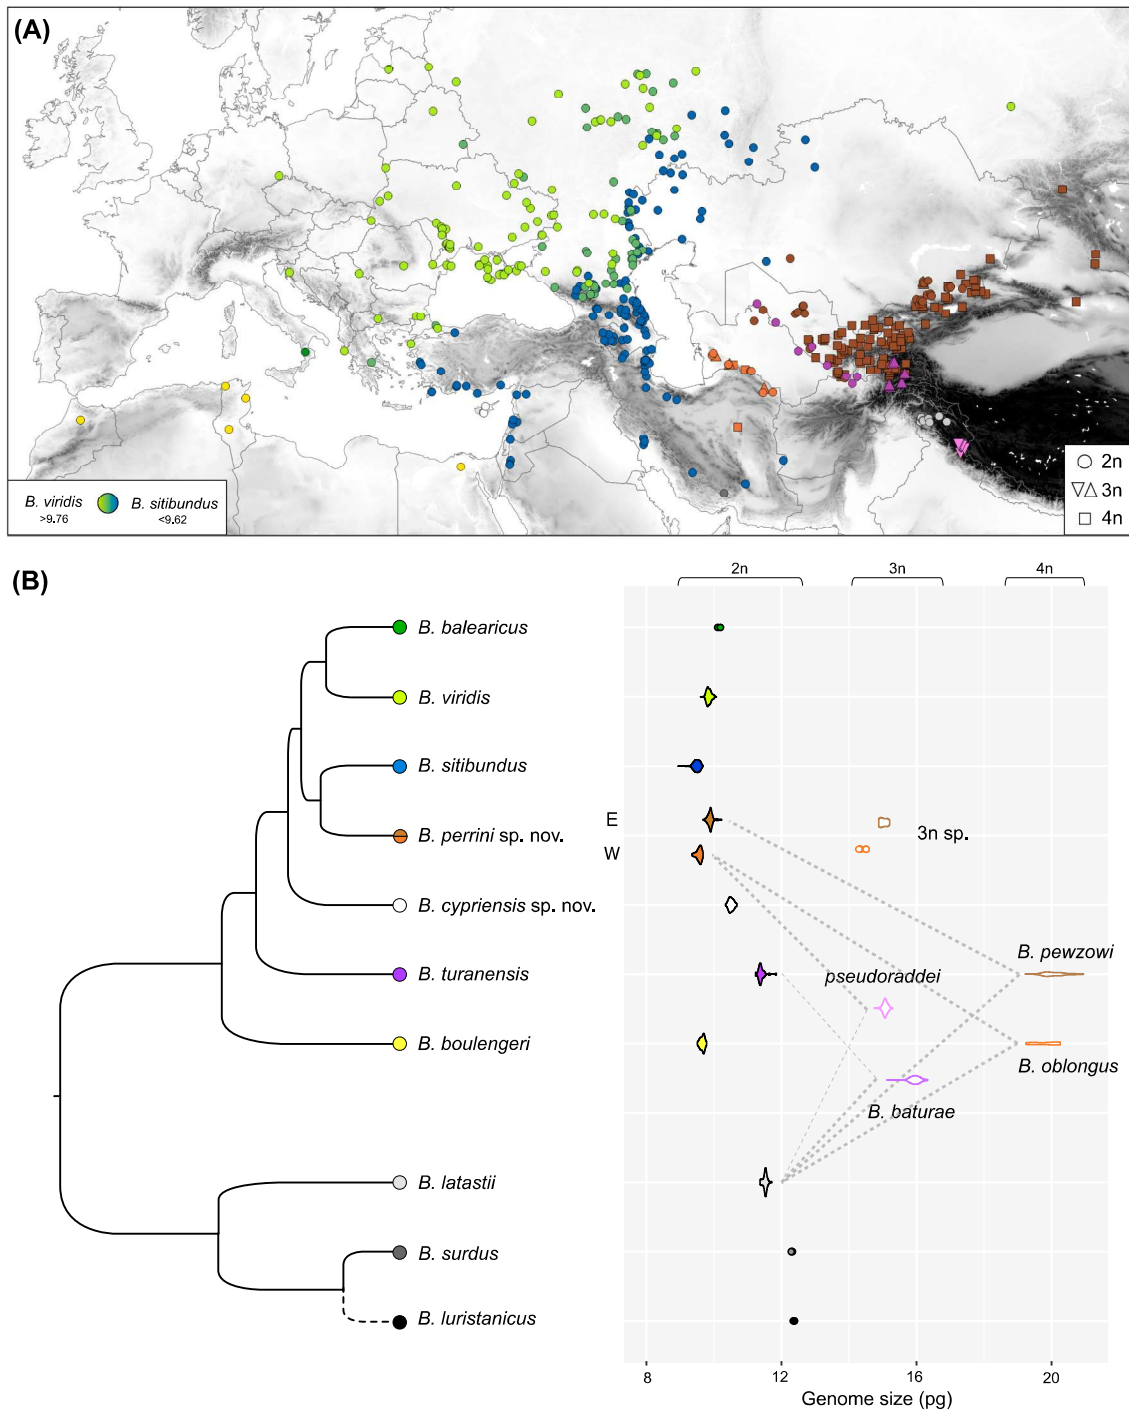 (A)
B. viridis
>9.76
B. sitibundus
<9.62
2n
3n
4n
(B)
2n
3n
4n
B. balearicus
B. viridis
B. sitibundus
E
B. perrini sp. nov.
3n sp.
W
B. cypriensis sp. nov.
B. pewzowi
B. turanensis
pseudoraddei
B. boulengeri
B. oblongus
B. baturae
B. latastii
B. surdus
B. luristanicus
8
12
16
20
Genome size (pg)